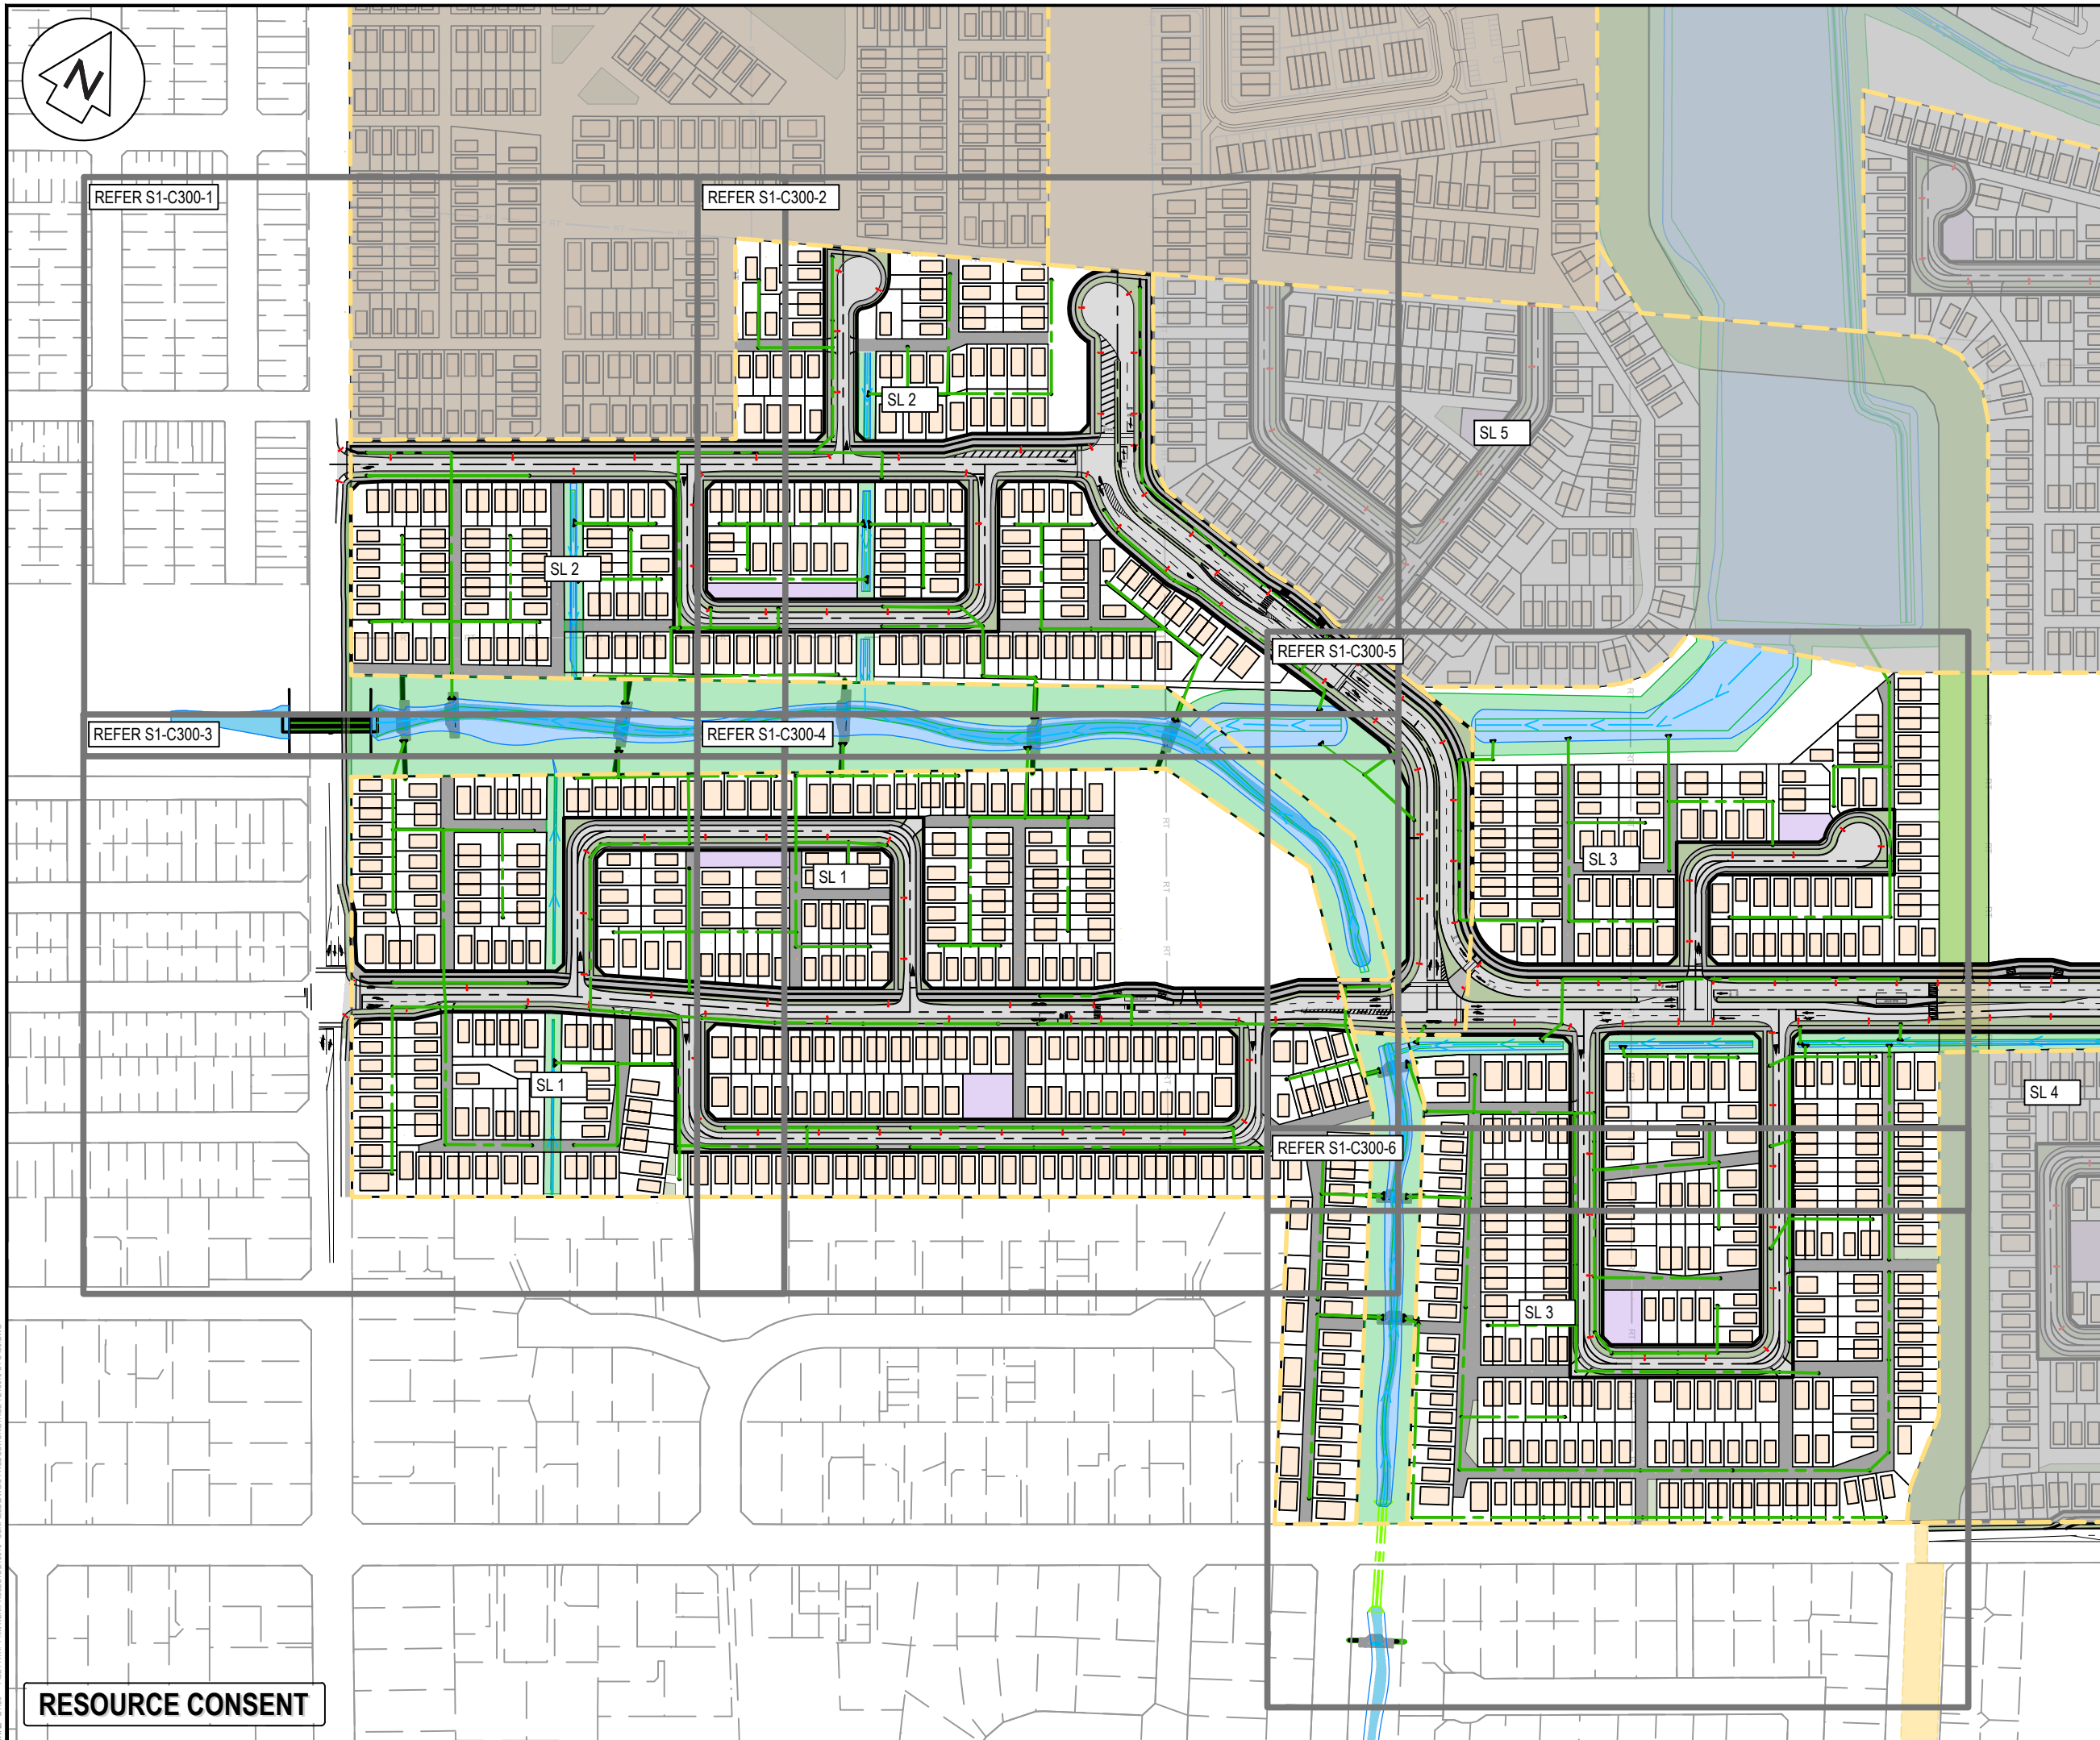 N
REFER S1-C300-1
REFER S1-C300-2
SL 2
SL 5
SL 2
REFER S1-C300-5
REFER S1-C300-3
REFER S1-C300-4
SL 3
SL 1
SL 1
SL 4
REFER S1-C300-6
SL 3
RESOURCE CONSENT